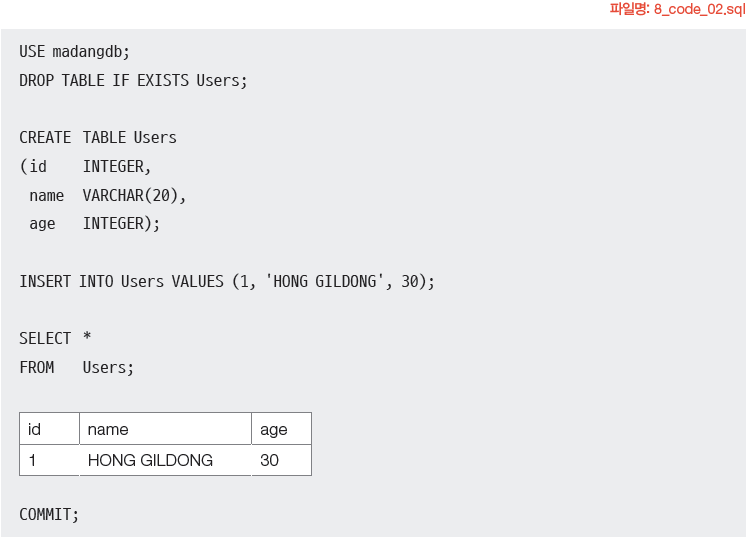 파일명: 8_code_02.sql
USE madangdb;
DROP TABLE IF EXISTS Users;
CREATE TABLE Users
(id INTEGER,
name VARCHAR(20),
age INTEGER);
INSERT INTO Users VALUES (1, 'HONG GILDONG', 30);
SELECT *
FROM Users;
id name age
1 HONG GILDONG 30
COMMIT;